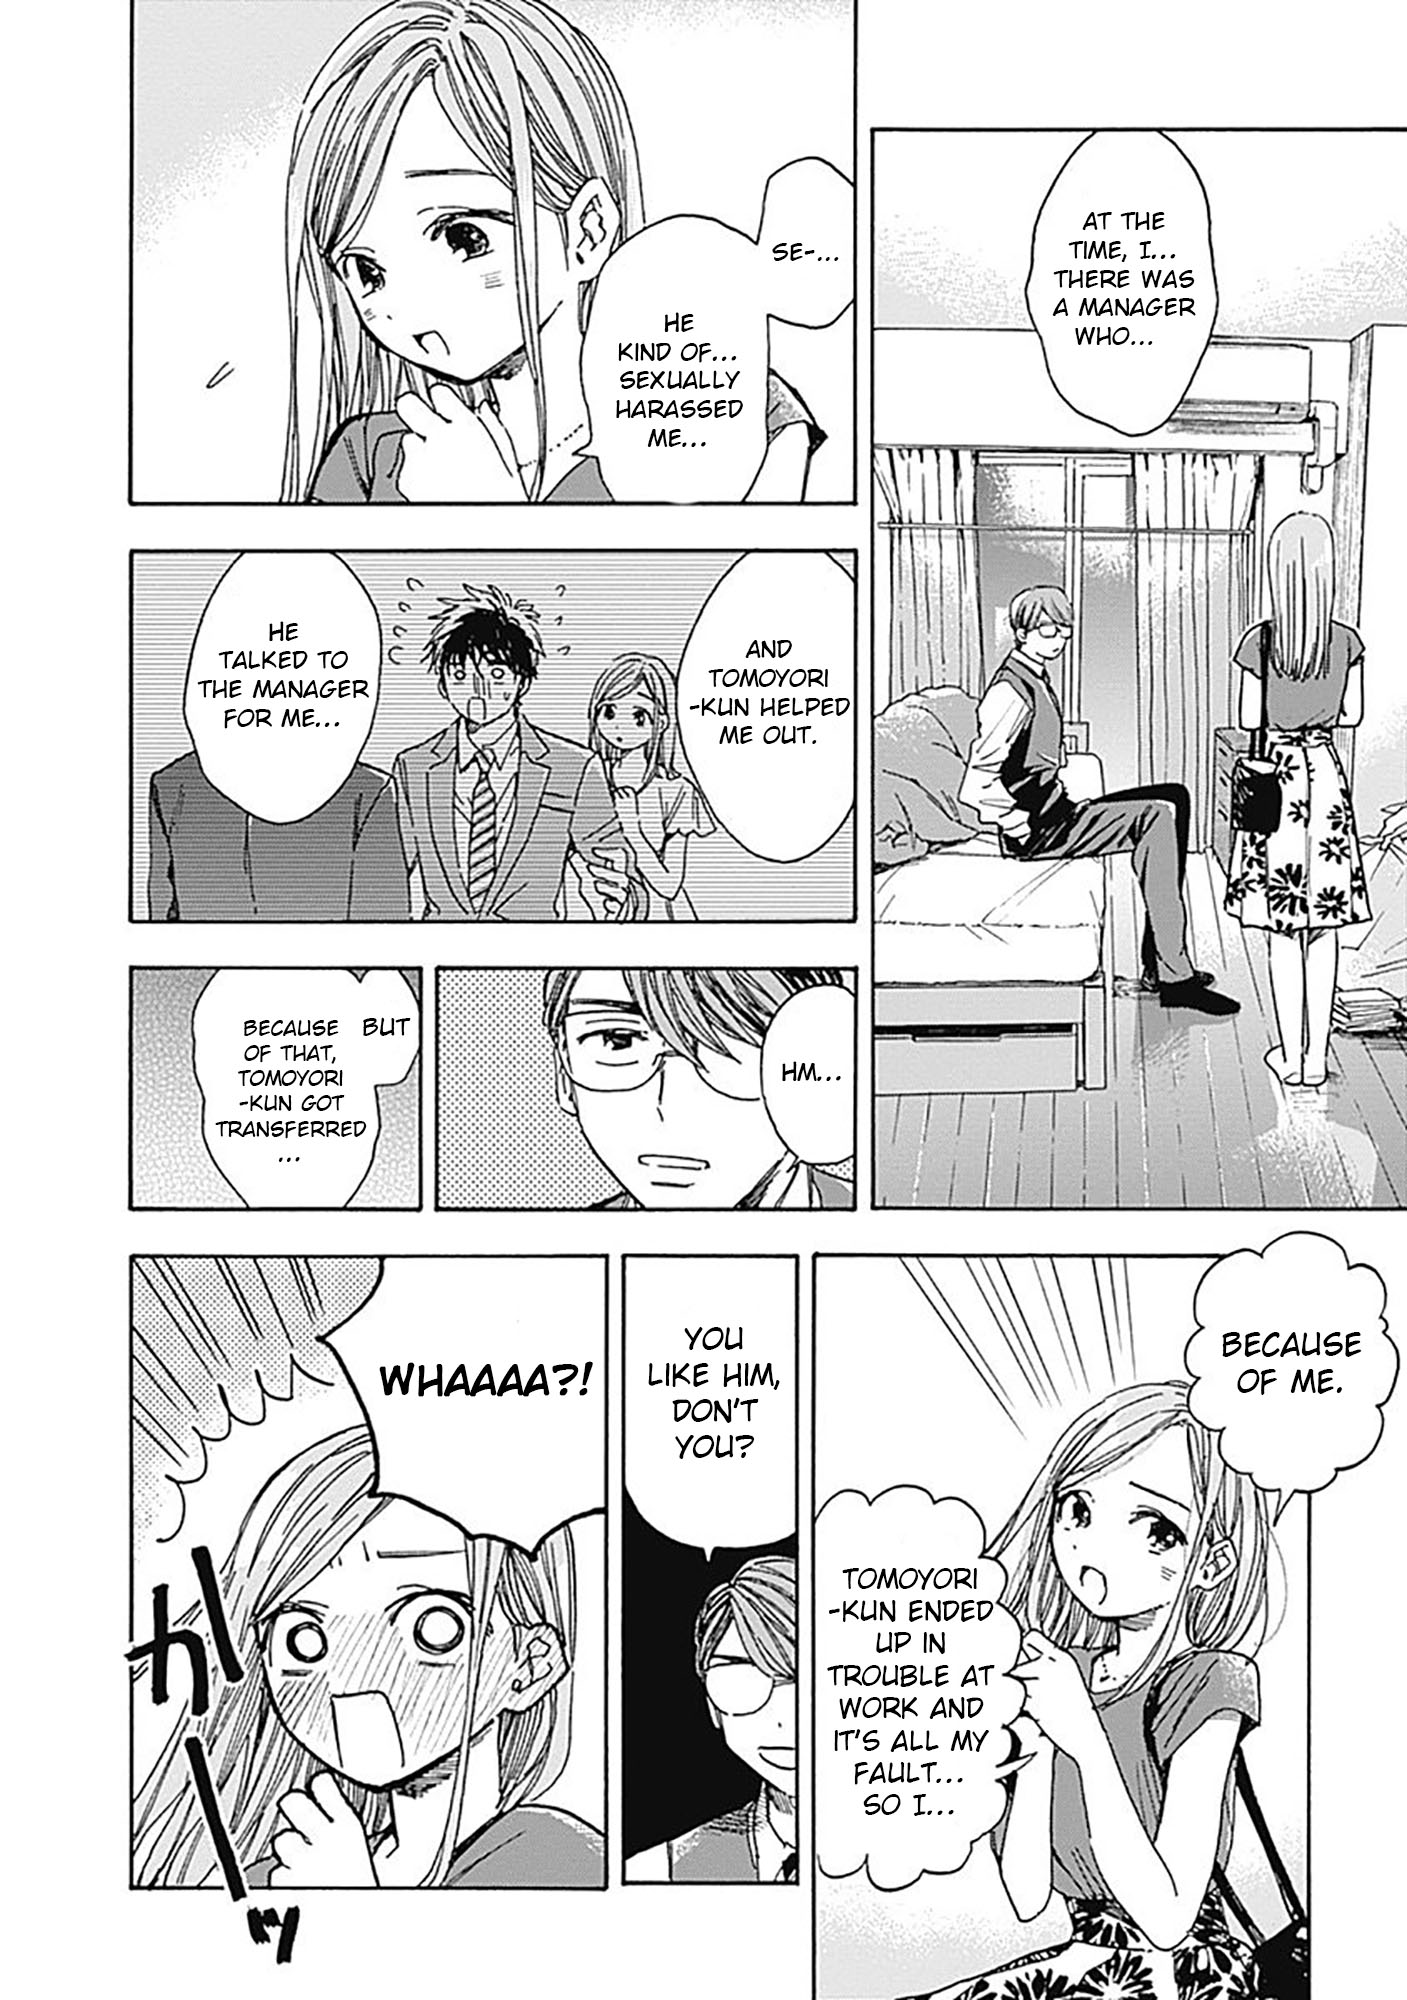 AT THE
TIME, I...
THERE WAS
A MANAGER
WHO...
SE-...
HE
KIND OF...
SEXUALLY
HARASSED
ME...
AND
TOMOYORI
-KUN HELPED
ME OUT.
HE
TALKED TO
THE MANAGER
FOR ME...
HM...
BUT
BECAUSE
OF THAT,
TOMOYORI
-KUN GOT
TRANSFERRED
...
BECAUSE
OF ME.
TOMOYORI
-KUN ENDED
UP IN
TROUBLE AT
WORK AND
IT'S ALL MY
FAULT...
SO I...
YOU
LIKE HIM,
DON'T
YOU?
WHAAAA?!
カーーッ